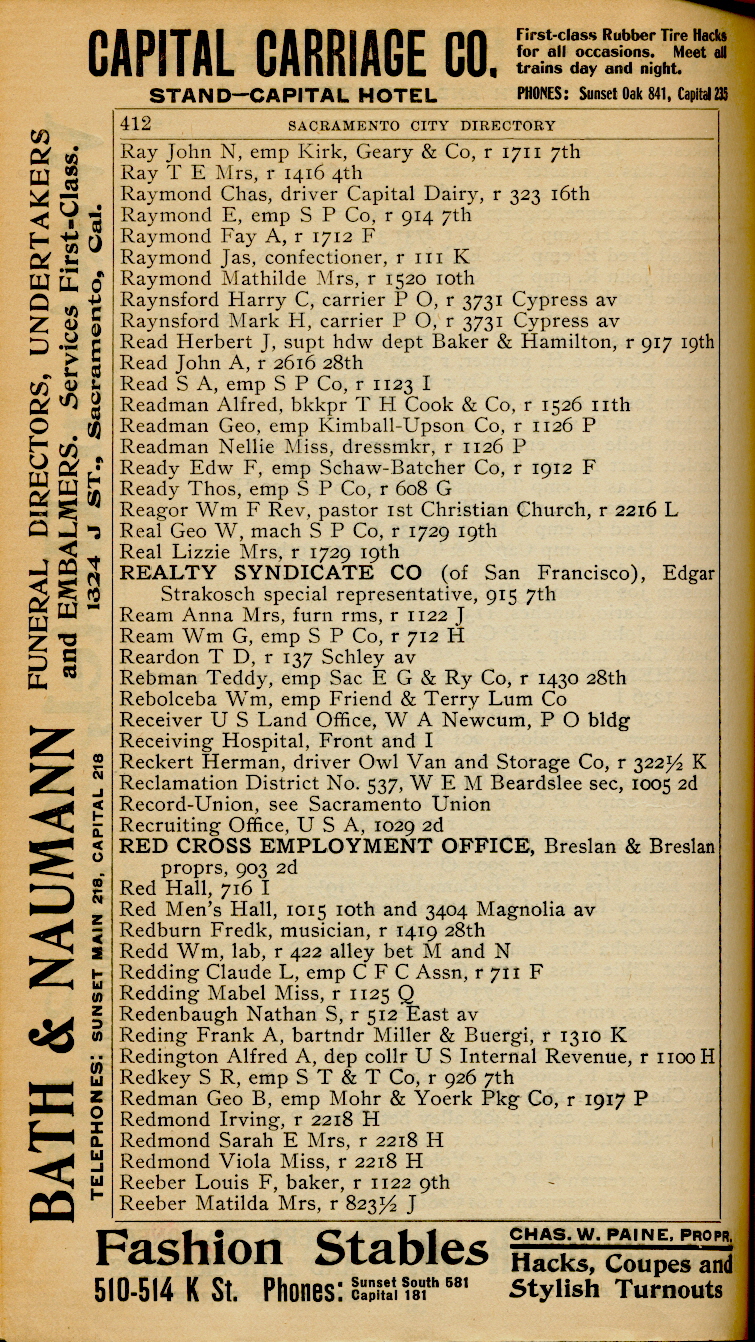 CAPITAL CARRIAGE CO.
STAND—CAPITAL HOTEL
First-class Rubber Tire Hacks
for all occasions. Meet all
trains day and night.
PHONES: Sunset Oak 841, Capital 235
412 SACRAMENTO CITY DIRECTORY
Ray John N, emp Kirk, Geary & Co, r 1711 7th
Ray T E Mrs, r 1416 4th
Raymond Chas, driver Capital Dairy, r 323 16th
Raymond E, emp S P Co, r 914 7th
Raymond Fay A, r 1712 F
Raymond Jas, confectioner, r 111 K
Raymond Mathilde Mrs, r 1520 10th
Raynsford Harry C, carrier P O, r 3731 Cypress av
Raynsford Mark H, carrier P O, r 3731 Cypress av
Read Herbert J, supt hdw dept Baker & Hamilton, r 917 19th
Read John A, r 2616 28th
Read S A, emp S P Co, r 1123 I
Readman Alfred, bkkpr T H Cook & Co, r 1526 11th
Readman Geo, emp Kimball-Upson Co, r 1126 P
Readman Nellie Miss, dressmkr, r 1126 P
Ready Edw F, emp Schaw-Batcher Co, r 1912 F
Ready Thos, emp S P Co, r 608 G
Reagor Wm F Rev, pastor 1st Christian Church, r 2216 L
Real Geo W, mach S P Co, r 1729 19th
Real Lizzie Mrs, r 1729 19th
REALTY SYNDICATE CO (of San Francisco), Edgar
Strakosch special representative, 915 7th
Ream Anna Mrs, furn rms, r 1122 J
Ream Wm G, emp S P Co, r 712 H
Reardon T D, r 137 Schley av
Rebman Teddy, emp Sac E G & Ry Co, r 1430 28th
Rebolceba Wm, emp Friend & Terry Lum Co
Receiver U S Land Office, W A Newcum, P O bldg
Receiving Hospital, Front and I
Reckert Herman, driver Owl Van and Storage Co, r 322½ K
Reclamation District No. 537, W E M Beardslee sec, 1005 2d
Record-Union, see Sacramento Union
Recruiting Office, U S A, 1029 2d
RED CROSS EMPLOYMENT OFFICE, Breslan & Breslan
proprs, 903 2d
Red Hall, 716 I
Red Men's Hall, 1015 10th and 3404 Magnolia av
Redburn Fredk, musician, r 1419 28th
Redd Wm, lab, r 422 alley bet M and N
Redding Claude L, emp C F C Assn, r 711 F
Redding Mabel Miss, r 1125 Q
Redenbaugh Nathan S, r 512 East av
Reding Frank A, bartndr Miller & Buergi, r 1310 K
Redington Alfred A, dep collr U S Internal Revenue, r 1100 H
Redkey S R, emp S T & T Co, r 926 7th
Redman Geo B, emp Mohr & Yoerk Pkg Co, r 1917 P
Redmond Irving, r 2218 H
Redmond Sarah E Mrs, r 2218 H
Redmond Viola Miss, r 2218 H
Reeber Louis F, baker, r 1122 9th
Reeber Matilda Mrs, r 823½ J
BATH & NAUMANN
FUNERAL DIRECTORS, UNDERTAKERS
and EMBALMERS. Services First-Class.
TELEPHONES: SUNSET MAIN 218, CAPITAL 218
1324 J ST., Sacramento, Cal.
Fashion Stables
510-514 K St. Phones: Sunset South 581
Capital 181
CHAS. W. PAINE, PROPR.
Hacks, Coupes and
Stylish Turnouts